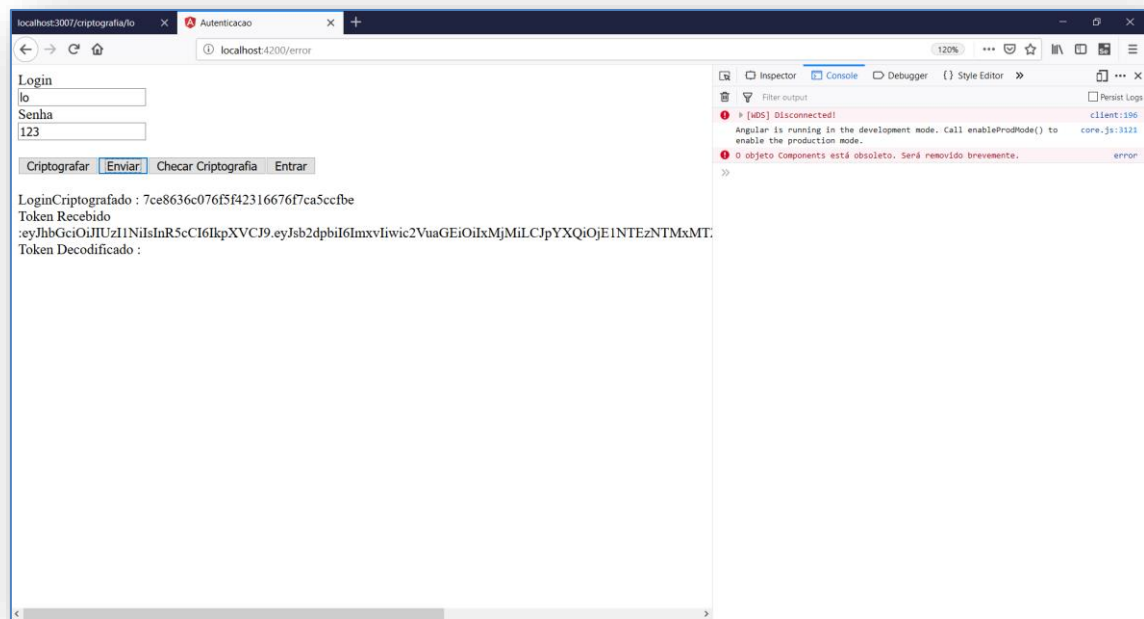 localhost:3007/criptografia/lo
Autenticacao
localhost:4200/error
120%
Login
lo
Senha
123
Criptografar Enviar Checar Criptografia Entrar
LoginCriptografado : 7ce8636c076f5f42316676f7ca5ccfbe
Token Recebido
:eyJhbGciOiJIUzI1NiIsInR5cCI6IkpXVCJ9.eyJsb2dpbiI6ImxvIiwic2VuaGEiOiIxMjMiLCJpYXQiOjE1NTEzNTMxMT
Token Decodificado :
Inspector Console Debugger {} Style Editor »
Filter output Persist Logs
[WDS] Disconnected! client:196
Angular is running in the development mode. Call enableProdMode() to core.js:3121
enable the production mode.
O objeto Components está obsoleto. Será removido brevemente. error
»